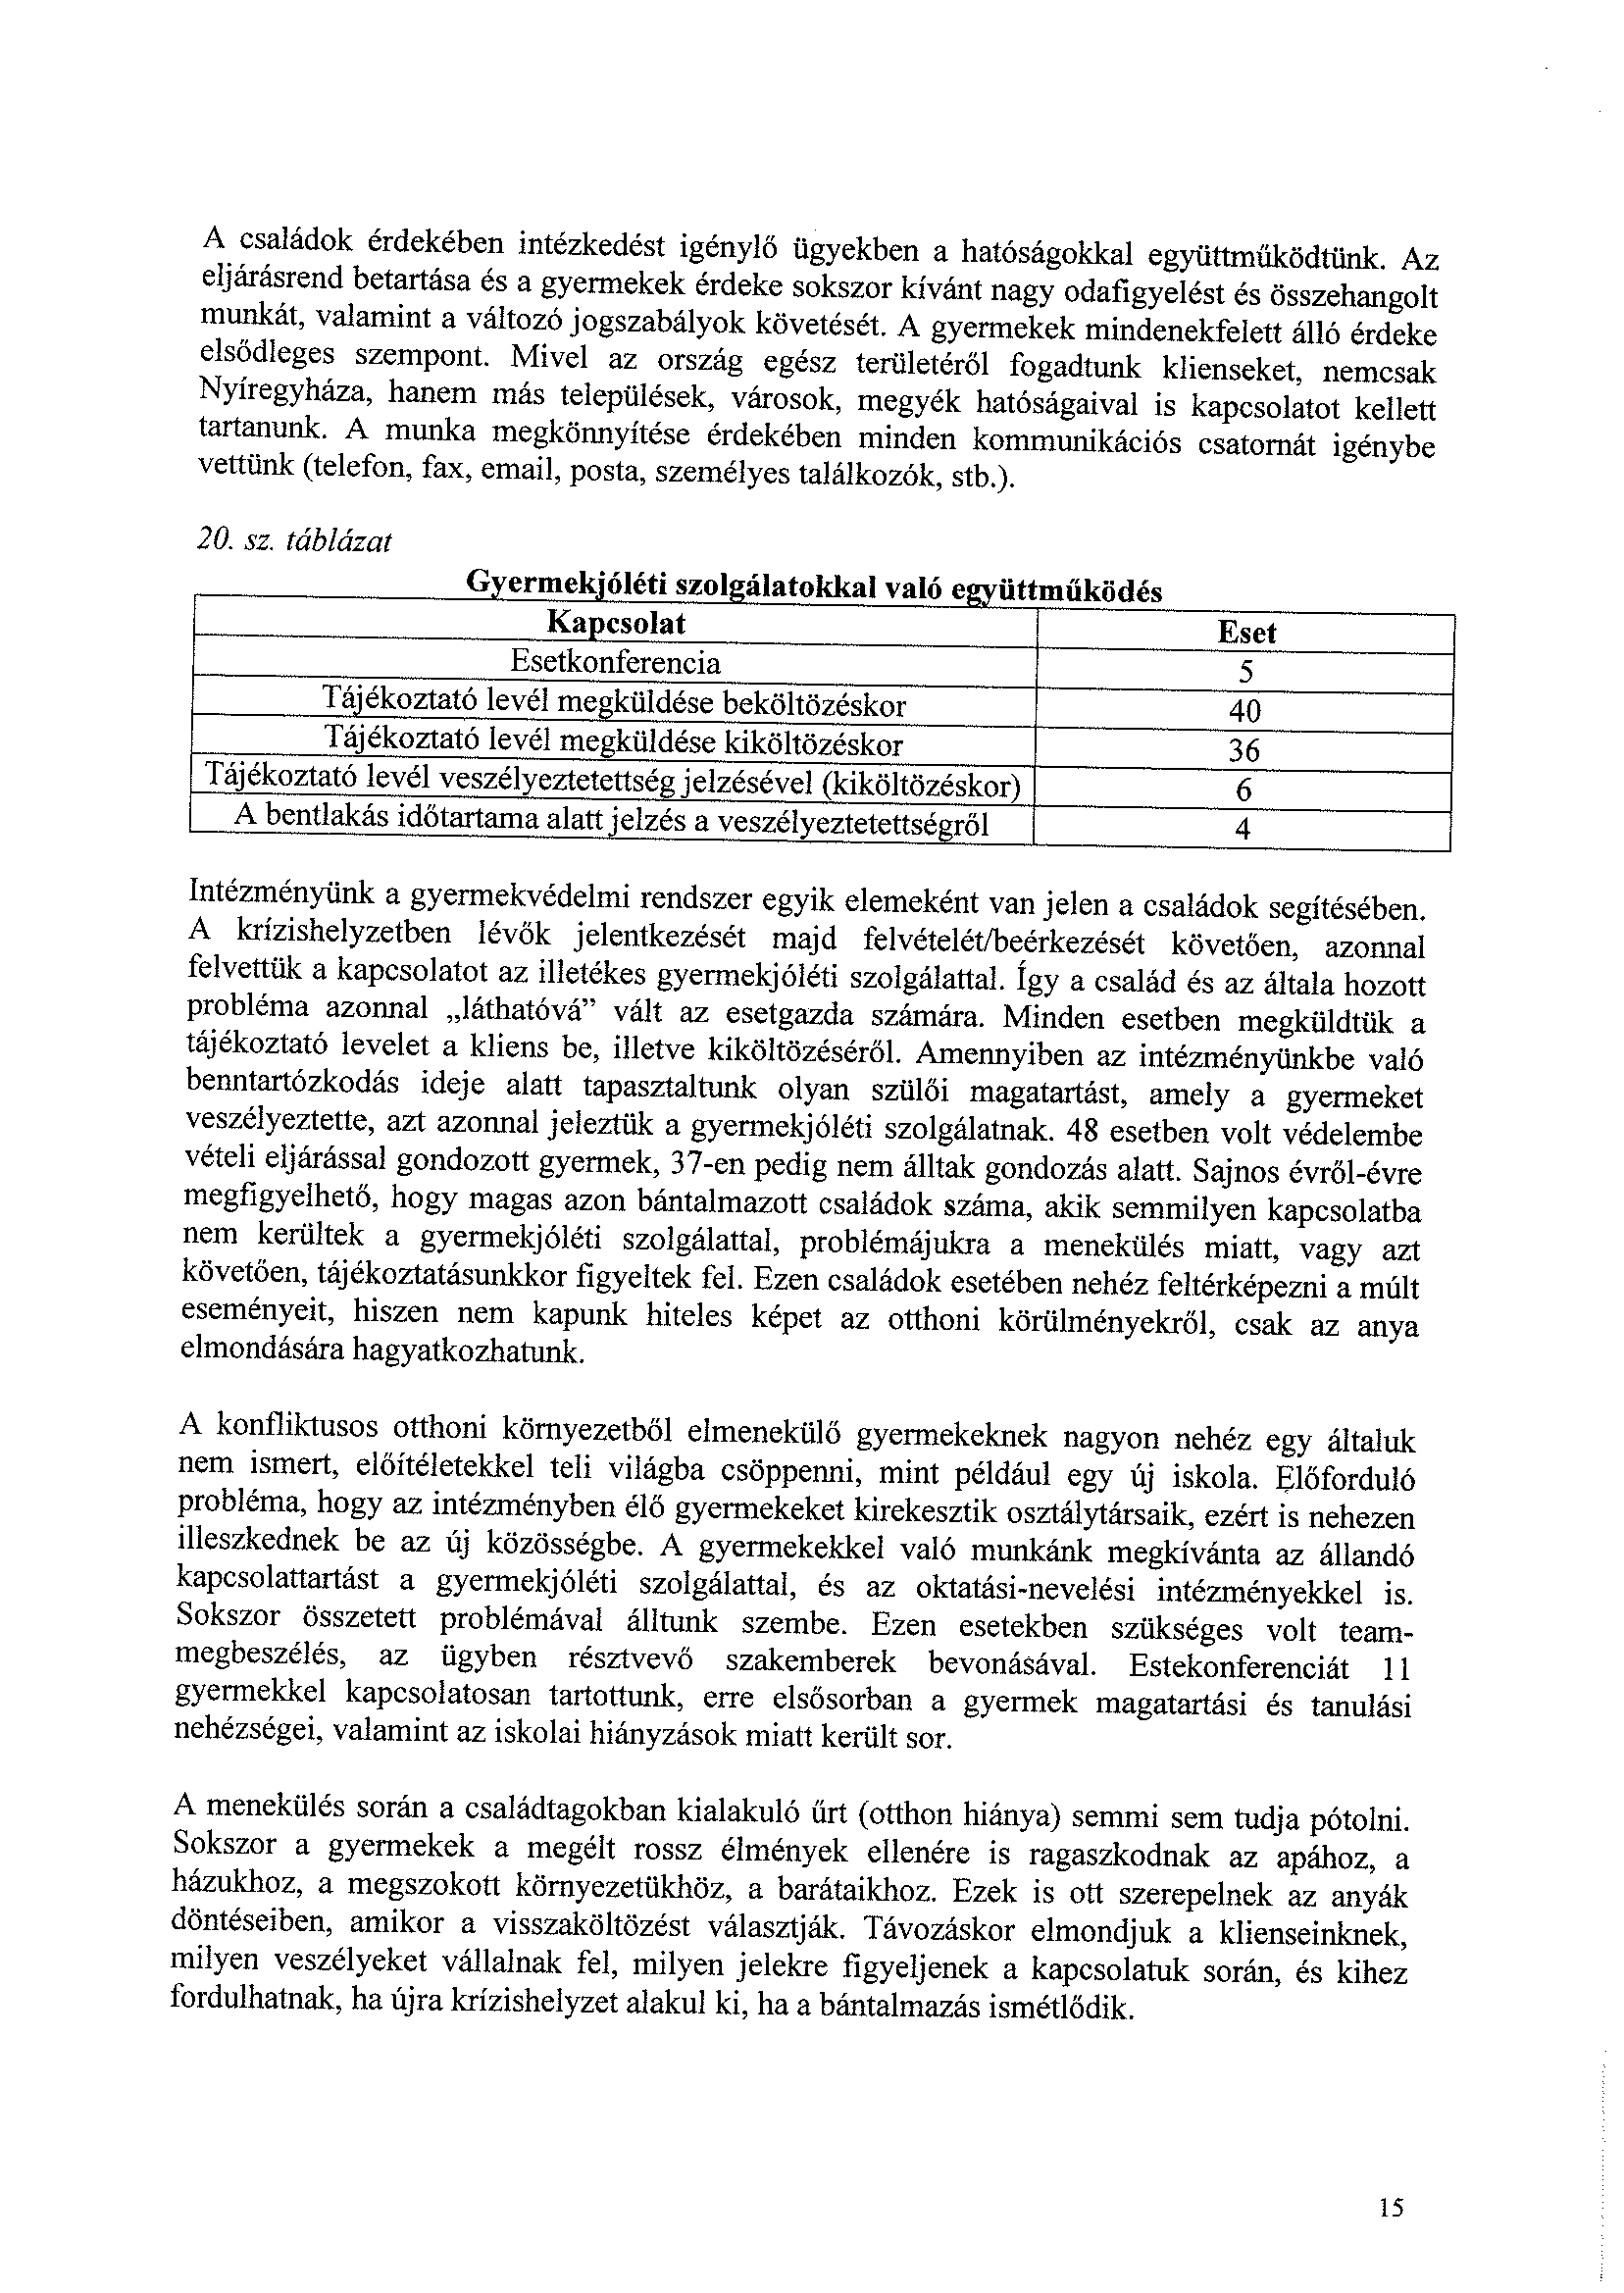 A családok érdekében intézkedést igénylő ügyekben a hatóságokkal együttműködtünk. Az
eljárásrend betartása és a gyermekek érdeke sokszor kívánt nagy odafigyelést és összehangolt
munkát, valamint a változó jogszabályok követését. A gyermekek mindenekfelett álló érdeke
elsődleges szempont. Mivel az ország egész területéről fogadtunk klienseket, nemcsak
Nyíregyháza, hanem más települések, városok, megyék hatóságaival is kapcsolatot kellett
tartanunk. A munka megkönnyítése érdekében minden kommunikációs csatornát igénybe
vettünk (telefon, fax, email, posta, személyes találkozók, stb.).
20. sz. táblázat
Gyermekjóléti szolgálatokkal való együttműködés
Kapcsolat Eset
Esetkonferencia 5
Tájékoztató levél megküldése beköltözéskor 40
Tájékoztató levél megküldése kiköltözéskor 36
Tájékoztató levél veszélyeztetettség jelzésével (kiköltözéskor) 6
A bentlakás időtartama alatt jelzés a veszélyeztetettségről 4
Intézményünk a gyermekvédelmi rendszer egyik elemeként van jelen a családok segítésében.
A krízishelyzetben lévők jelentkezését majd felvételét/beérkezését követően, azonnal
felvettük a kapcsolatot az illetékes gyermekjóléti szolgálattal. Így a család és az általa hozott
probléma azonnal „láthatóvá” vált az esetgazda számára. Minden esetben megküldtük a
tájékoztató levelet a kliens be, illetve kiköltözéséről. Amennyiben az intézményünkbe való
benntartózkodás ideje alatt tapasztaltunk olyan szülői magatartást, amely a gyermeket
veszélyeztette, azt azonnal jeleztük a gyermekjóléti szolgálatnak. 48 esetben volt védelembe
vételi eljárással gondozott gyermek, 37-en pedig nem álltak gondozás alatt. Sajnos évről-évre
megfigyelhető, hogy magas azon bántalmazott családok száma, akik semmilyen kapcsolatba
nem kerültek a gyermekjóléti szolgálattal, problémájukra a menekülés miatt, vagy azt
követően, tájékoztatásunkkor figyeltek fel. Ezen családok esetében nehéz feltérképezni a múlt
eseményeit, hiszen nem kapunk hiteles képet az otthoni körülményekről, csak az anya
elmondására hagyatkozhatunk.
A konfliktusos otthoni környezetből elmenekülő gyermekeknek nagyon nehéz egy általuk
nem ismert, előítéletekkel teli világba csöppenni, mint például egy új iskola. Előforduló
probléma, hogy az intézményben élő gyermekeket kirekesztik osztálytársaik, ezért is nehezen
illeszkednek be az új közösségbe. A gyermekekkel való munkánk megkívánta az állandó
kapcsolattartást a gyermekjóléti szolgálattal, és az oktatási-nevelési intézményekkel is.
Sokszor összetett problémával álltunk szembe. Ezen esetekben szükséges volt team-
megbeszélés, az ügyben résztvevő szakemberek bevonásával. Estekonferenciát 11
gyermekkel kapcsolatosan tartottunk, erre elsősorban a gyermek magatartási és tanulási
nehézségei, valamint az iskolai hiányzások miatt került sor.
A menekülés során a családtagokban kialakuló űrt (otthon hiánya) semmi sem tudja pótolni.
Sokszor a gyermekek a megélt rossz élmények ellenére is ragaszkodnak az apához, a
házukhoz, a megszokott környezetükhöz, a barátaikhoz. Ezek is ott szerepelnek az anyák
döntéseiben, amikor a visszaköltözést választják. Távozáskor elmondjuk a klienseinknek,
milyen veszélyeket vállalnak fel, milyen jelekre figyeljenek a kapcsolatuk során, és kihez
fordulhatnak, ha újra krízishelyzet alakul ki, ha a bántalmazás ismétlődik.
15